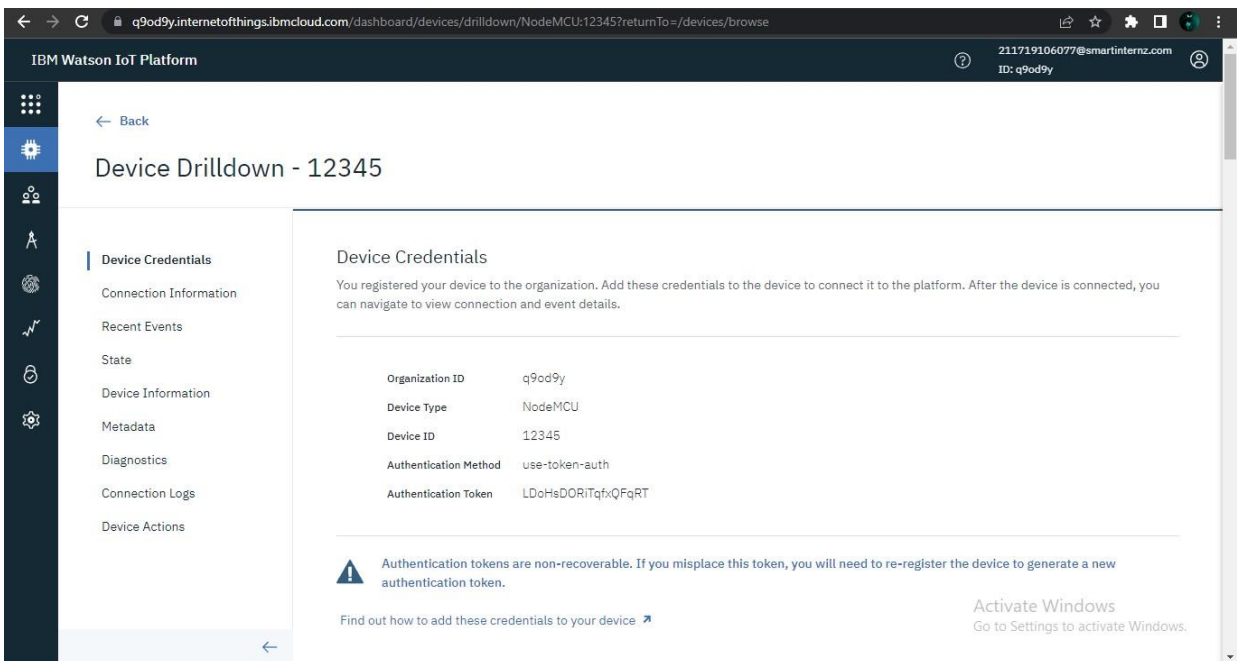 q9od9y.internetofthings.ibmcloud.com/dashboard/devices/drilldown/NodeMCU:12345?returnTo=/devices/browse
IBM Watson IoT Platform
211719106077@smartinternz.com
ID: q9od9y
Back
Device Drilldown - 12345
Device Credentials
Connection Information
Recent Events
State
Device Information
Metadata
Diagnostics
Connection Logs
Device Actions
Device Credentials
You registered your device to the organization. Add these credentials to the device to connect it to the platform. After the device is connected, you
can navigate to view connection and event details.
Organization ID q9od9y
Device Type NodeMCU
Device ID 12345
Authentication Method use-token-auth
Authentication Token LDoHsDORiTqfxQFqRT
Authentication tokens are non-recoverable. If you misplace this token, you will need to re-register the device to generate a new
authentication token.
Find out how to add these credentials to your device
Activate Windows
Go to Settings to activate Windows.